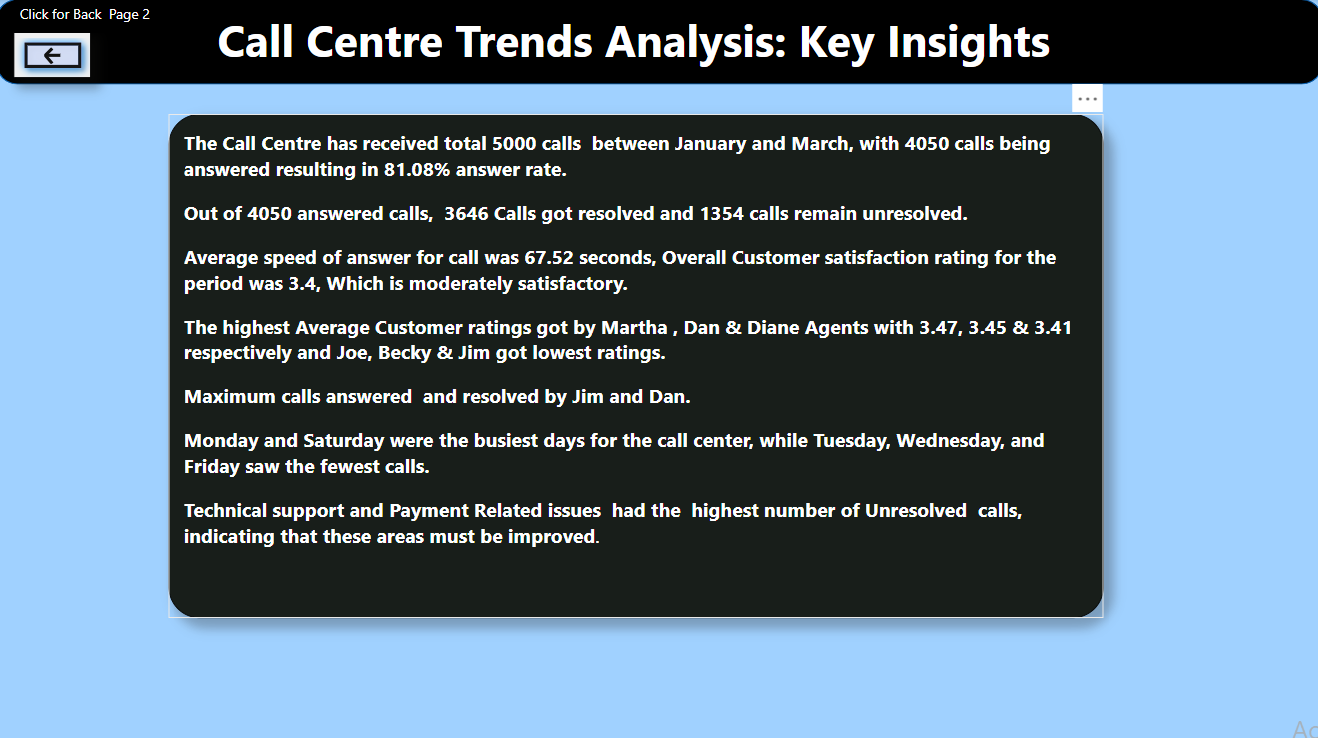 Click for Back  Page 2
Call Centre Trends Analysis: Key Insights
The Call Centre has received total 5000 calls  between January and March, with 4050 calls being
answered resulting in 81.08% answer rate.
Out of 4050 answered calls,  3646 Calls got resolved and 1354 calls remain unresolved.
Average speed of answer for call was 67.52 seconds, Overall Customer satisfaction rating for the
period was 3.4, Which is moderately satisfactory.
The highest Average Customer ratings got by Martha , Dan & Diane Agents with 3.47, 3.45 & 3.41
respectively and Joe, Becky & Jim got lowest ratings.
Maximum calls answered  and resolved by Jim and Dan.
Monday and Saturday were the busiest days for the call center, while Tuesday, Wednesday, and
Friday saw the fewest calls.
Technical support and Payment Related issues  had the  highest number of Unresolved  calls,
indicating that these areas must be improved.